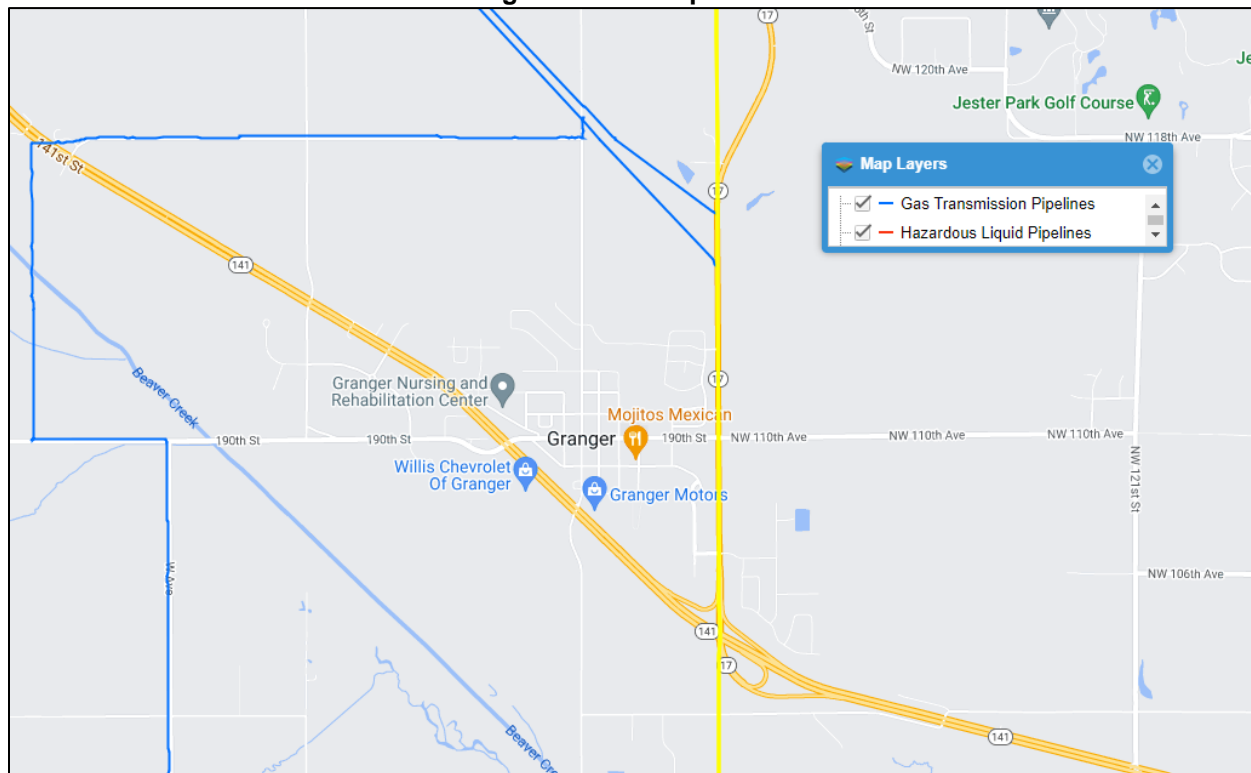 17
NW 120th Ave
Je
Jester Park Golf Course
NW 118th Ave
141st St
Map Layers
Gas Transmission Pipelines
Hazardous Liquid Pipelines
17
141
Beaver Creek
Granger Nursing and
Rehabilitation Center
17
Mojitos Mexican
190th St
190th St
Granger
190th St
NW 110th Ave
NW 110th Ave
NW 110th Ave
Willis Chevrolet
Of Granger
Granger Motors
NW 121st St
W Ave
NW 106th Ave
141
17
141